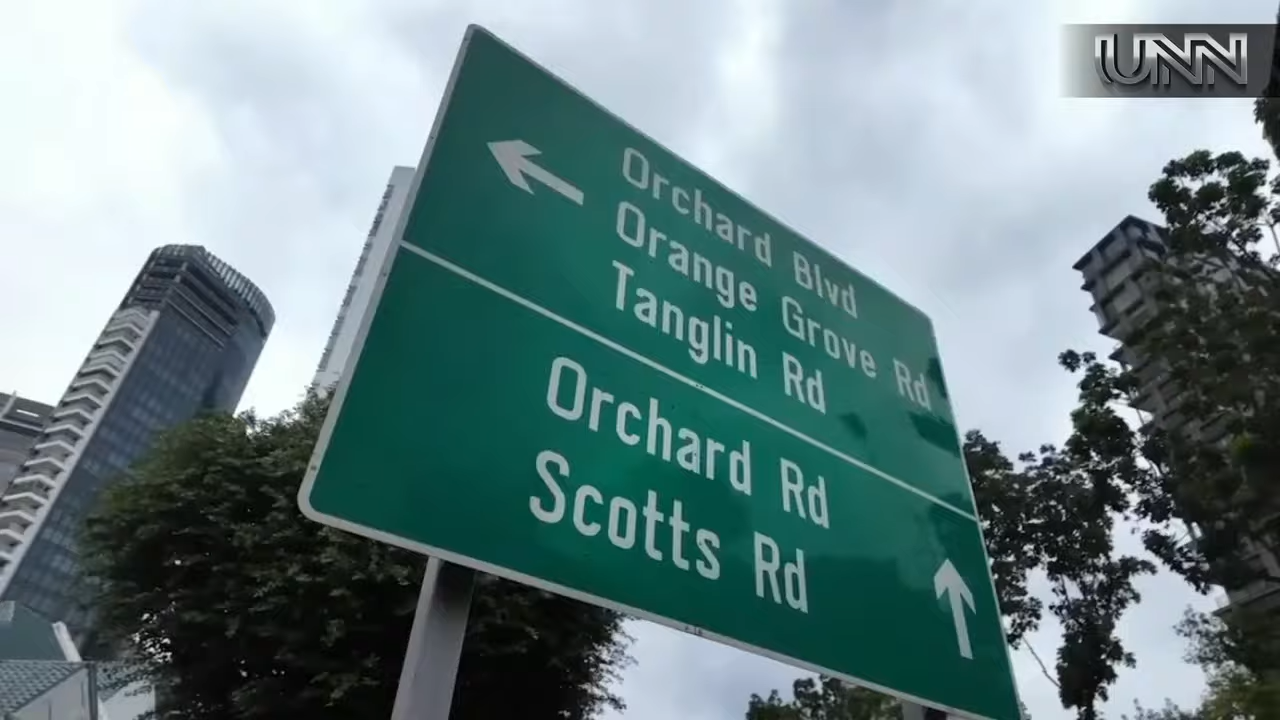 UNN
Orchard Blvd
Orange Grove Rd
Tanglin Rd
Orchard Rd
Scotts Rd